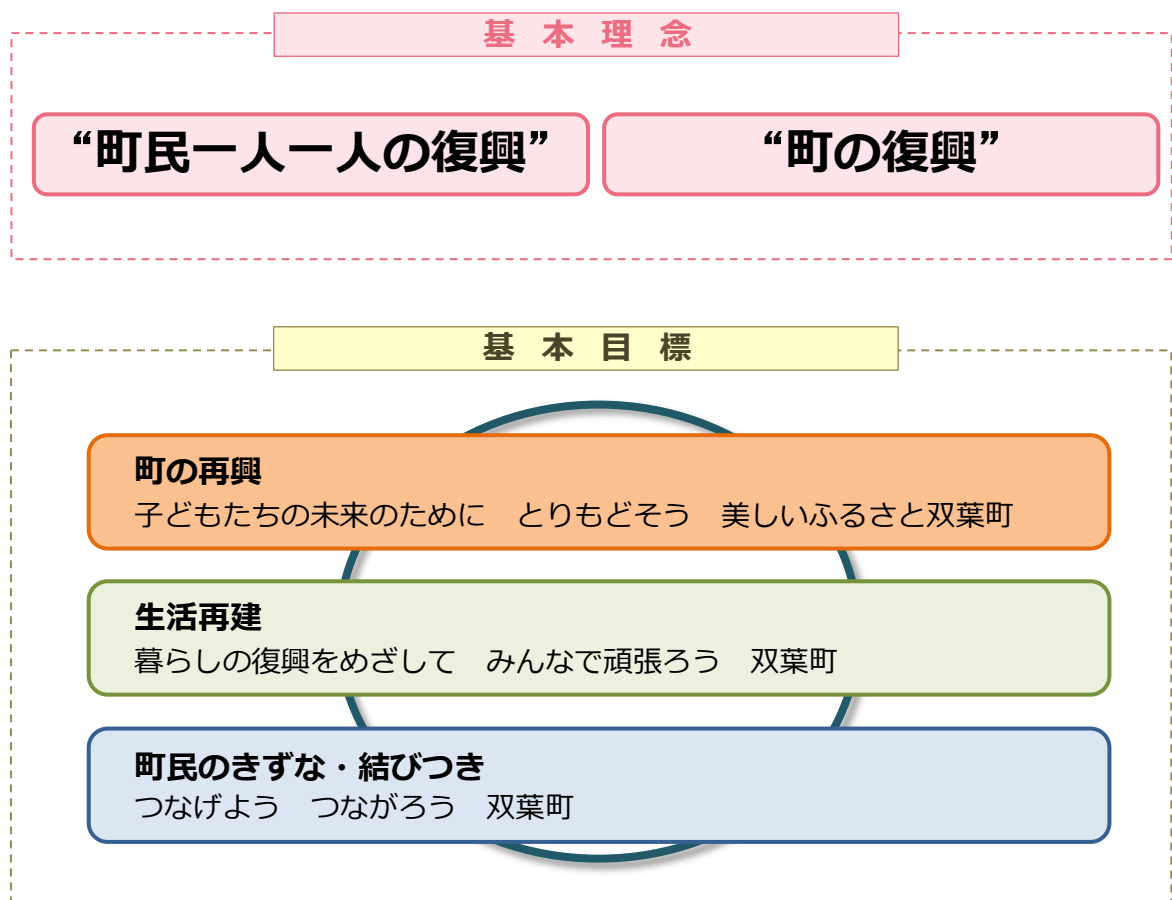 基本理念
“町民一人一人の復興”
“町の復興”
基本目標
町の再興
子どもたちの未来のために　とりもどそう　美しいふるさと双葉町
生活再建
暮らしの復興をめざして　みんなで頑張ろう　双葉町
町民のきずな・結びつき
つなげよう　つながろう　双葉町